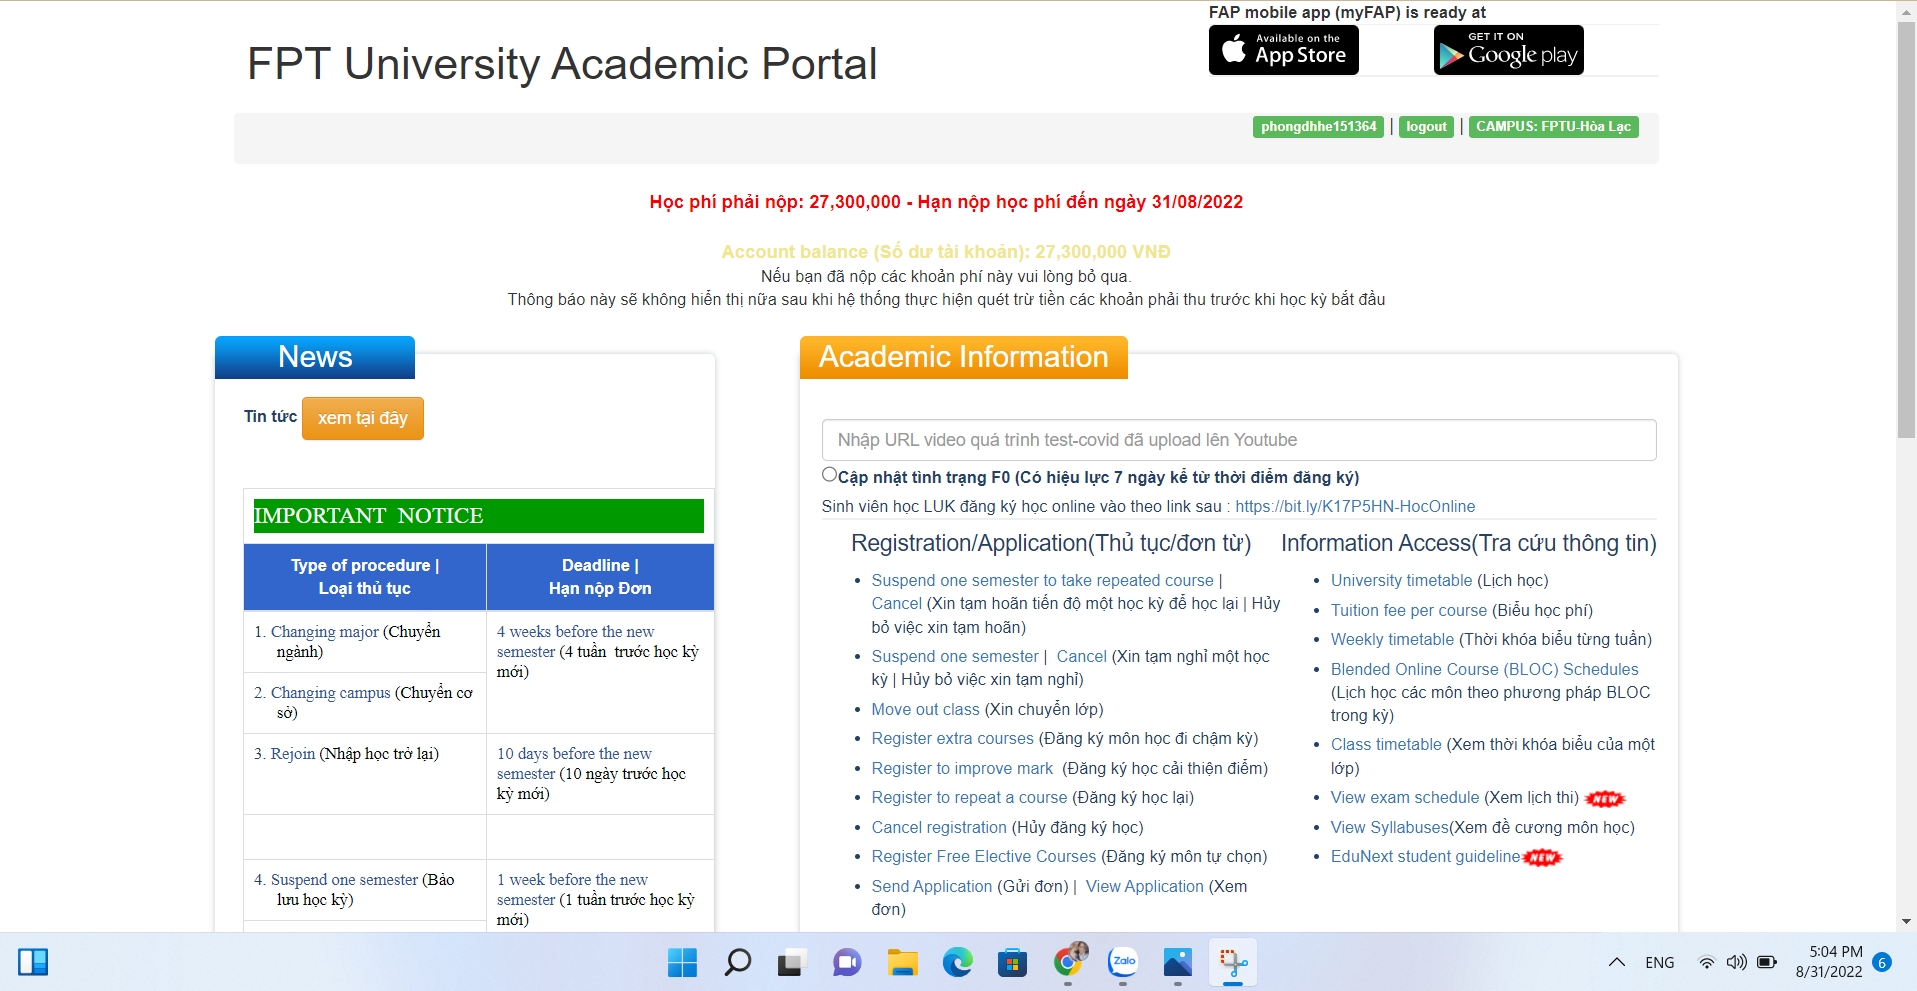 FAP mobile app (myFAP) is ready at
FPT University Academic Portal
Available on the
App Store
GET IT ON
Google play
phongdhhe151364 | logout | CAMPUS: FPTU-Hòa Lạc
Học phí phải nộp: 27,300,000 - Hạn nộp học phí đến ngày 31/08/2022
Account balance (Số dư tài khoản): 27,300,000 VNĐ
Nếu bạn đã nộp các khoản phí này vui lòng bỏ qua.
Thông báo này sẽ không hiển thị nữa sau khi hệ thống thực hiện quét trừ tiền các khoản phải thu trước khi học kỳ bắt đầu
News
Tin tức xem tại đây
IMPORTANT NOTICE
Type of procedure |
Loại thủ tục
Deadline |
Hạn nộp Đơn
1. Changing major (Chuyển
ngành)
4 weeks before the new
semester (4 tuần trước học kỳ
mới)
2. Changing campus (Chuyển cơ
sở)
3. Rejoin (Nhập học trở lại)
10 days before the new
semester (10 ngày trước học
kỳ mới)
4. Suspend one semester (Bảo
lưu học kỳ)
1 week before the new
semester (1 tuần trước học kỳ
mới)
Academic Information
Nhập URL video quá trình test-covid đã upload lên Youtube
Cập nhật tình trạng F0 (Có hiệu lực 7 ngày kể từ thời điểm đăng ký)
Sinh viên học LUK đăng ký học online vào theo link sau : https://bit.ly/K17P5HN-HocOnline
Registration/Application(Thủ tục/đơn từ)
Suspend one semester to take repeated course |
Cancel (Xin tạm hoãn tiến độ một học kỳ để học lại | Hủy
bỏ việc xin tạm hoãn)
Suspend one semester | Cancel (Xin tạm nghỉ một học
kỳ | Hủy bỏ việc xin tạm nghỉ)
Move out class (Xin chuyển lớp)
Register extra courses (Đăng ký môn học đi chậm kỳ)
Register to improve mark (Đăng ký học cải thiện điểm)
Register to repeat a course (Đăng ký học lại)
Cancel registration (Hủy đăng ký học)
Register Free Elective Courses (Đăng ký môn tự chọn)
Send Application (Gửi đơn) | View Application (Xem
đơn)
Information Access(Tra cứu thông tin)
University timetable (Lịch học)
Tuition fee per course (Biểu học phí)
Weekly timetable (Thời khóa biểu từng tuần)
Blended Online Course (BLOC) Schedules
(Lịch học các môn theo phương pháp BLOC
trong kỳ)
Class timetable (Xem thời khóa biểu của một
lớp)
View exam schedule (Xem lịch thi) NEW
View Syllabuses(Xem đề cương môn học)
EduNext student guideline NEW
Zalo
ENG
5:04 PM
8/31/2022
6